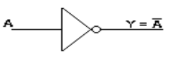 A
Y = A̅